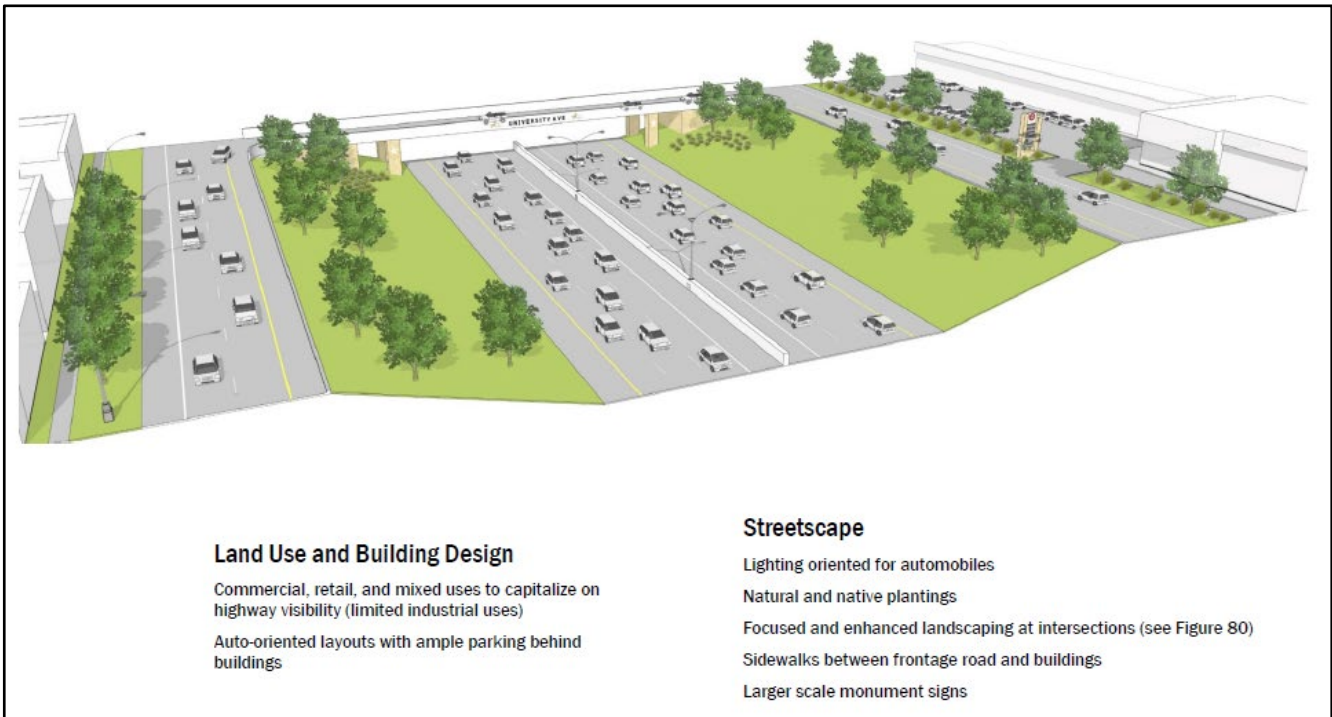 UNIVERSITY AVE
Land Use and Building Design
Commercial, retail, and mixed uses to capitalize on
highway visibility (limited industrial uses)
Auto-oriented layouts with ample parking behind
buildings
Streetscape
Lighting oriented for automobiles
Natural and native plantings
Focused and enhanced landscaping at intersections (see Figure 80)
Sidewalks between frontage road and buildings
Larger scale monument signs